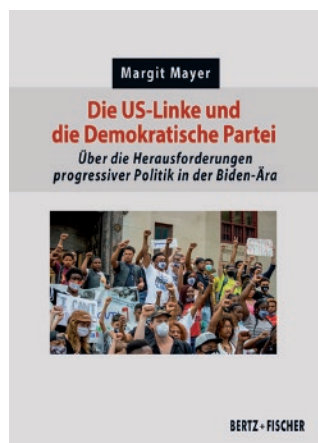 Margit Mayer
Die US-Linke und
die Demokratische Partei
Über die Herausforderungen
progressiver Politik in der Biden-Ära
BERTZ+FISCHER